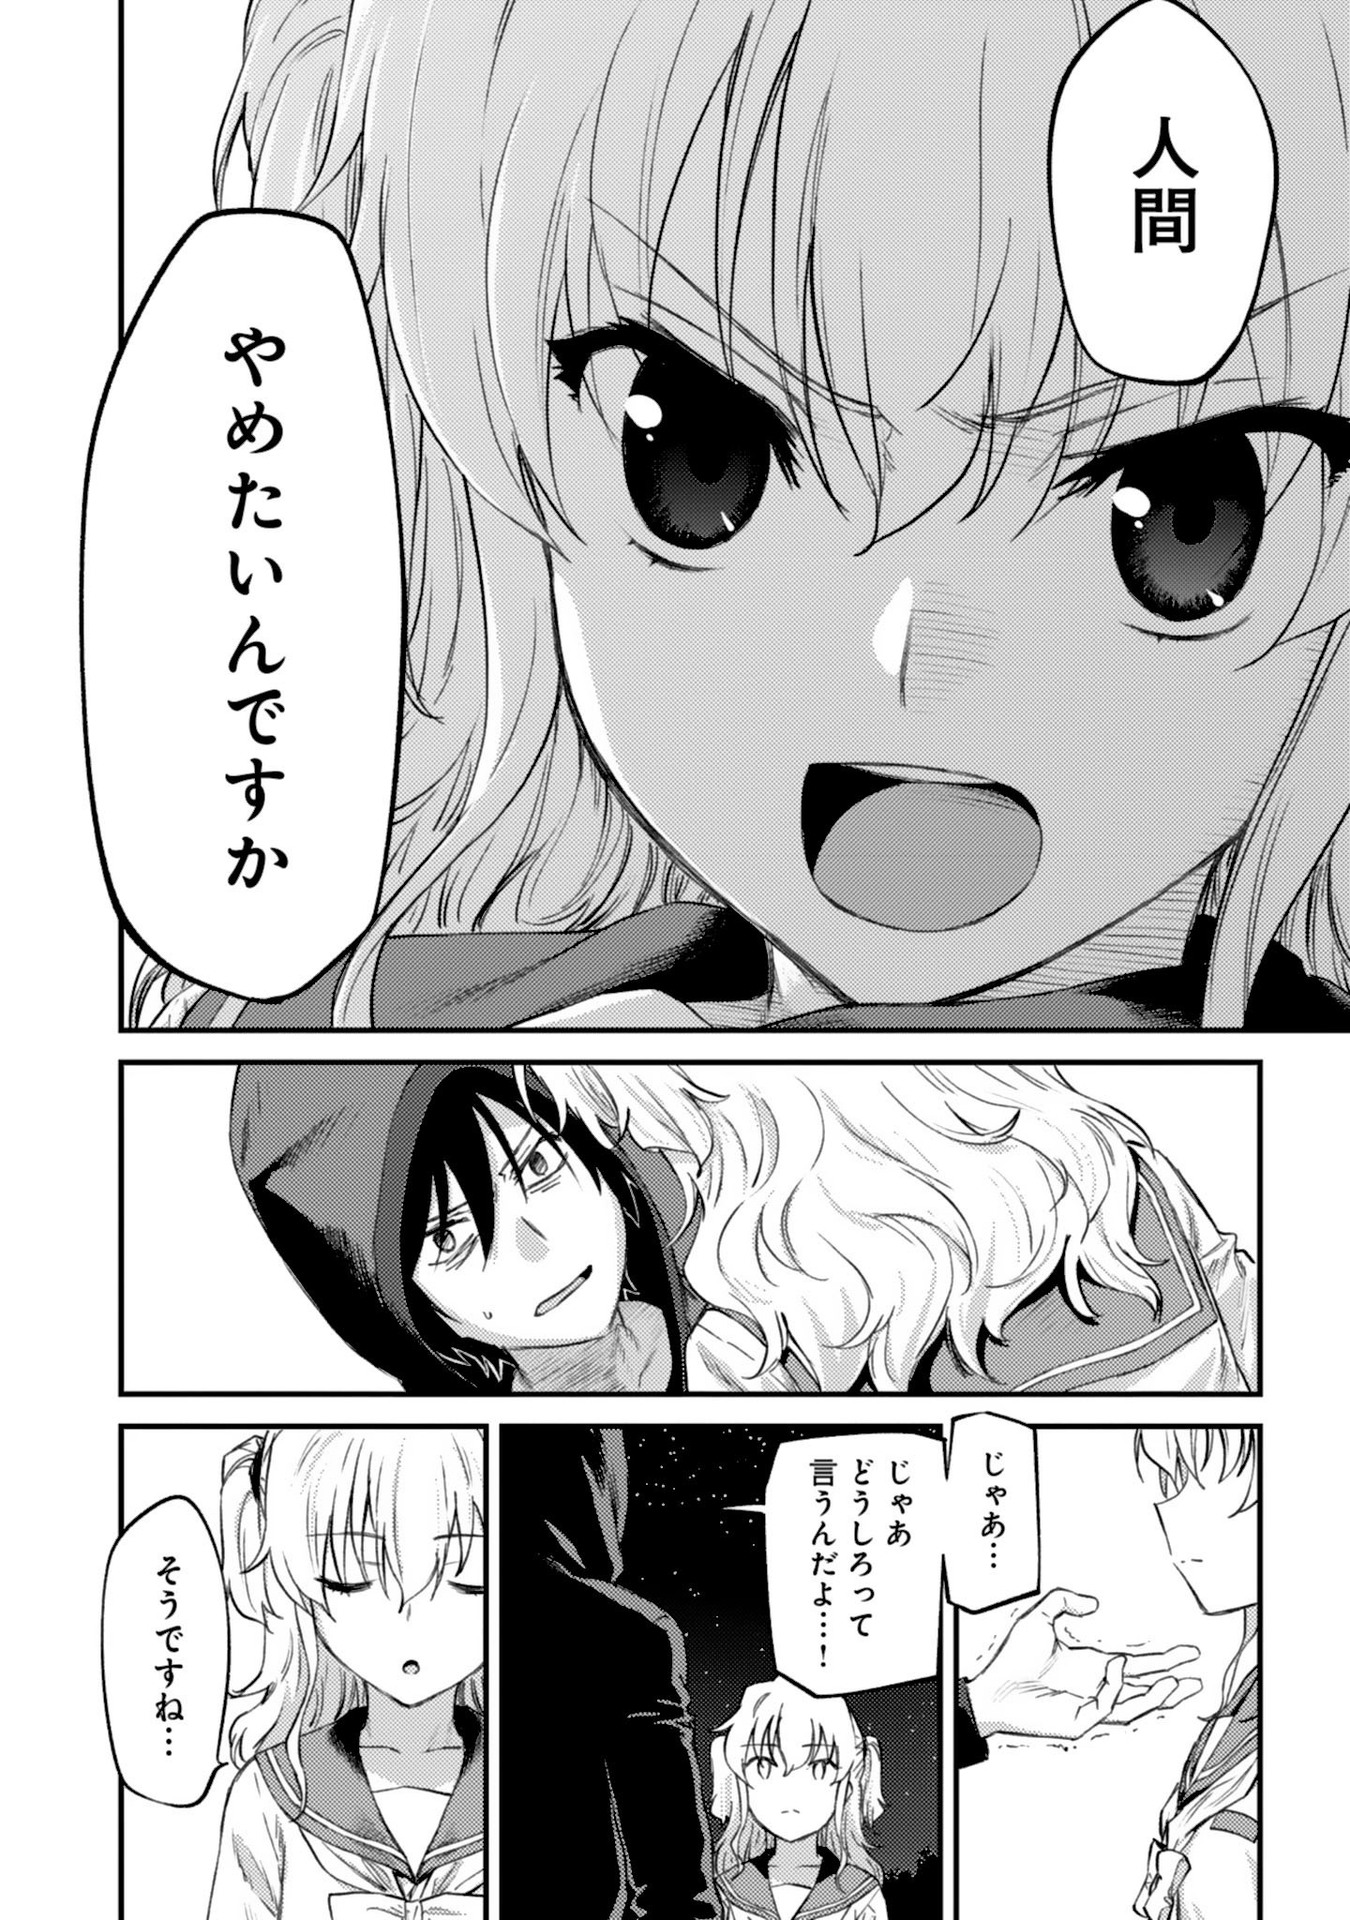 人間
やめたいんですか
じゃあ…
じゃあ
どうしろって
言うんだよ…!
そうですね…